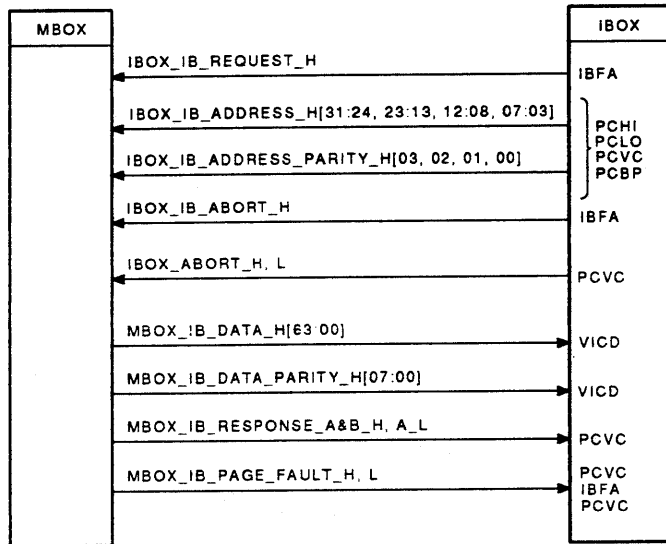 MBOX
IBOX
IBOX_IB_REQUEST_H
IBFA
IBOX_IB_ADDRESS_H[31:24, 23:13, 12:08, 07:03]
IBOX_IB_ADDRESS_PARITY_H[03, 02, 01, 00]
PCHI
PCLO
PCVC
PCBP
IBOX_IB_ABORT_H
IBFA
IBOX_ABORT_H, L
PCVC
MBOX_IB_DATA_H[63:00]
VICD
MBOX_IB_DATA_PARITY_H[07:00]
VICD
MBOX_IB_RESPONSE_A&B_H, A_L
PCVC
MBOX_IB_PAGE_FAULT_H, L
PCVC
IBFA
PCVC